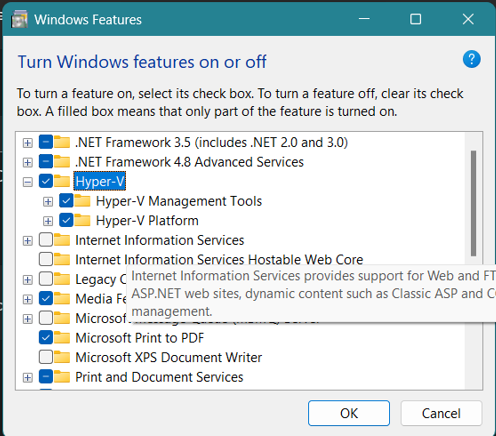 Windows Features
Turn Windows features on or off
To turn a feature on, select its check box. To turn a feature off, clear its check
box. A filled box means that only part of the feature is turned on.
.NET Framework 3.5 (includes .NET 2.0 and 3.0)
.NET Framework 4.8 Advanced Services
Hyper-V
Hyper-V Management Tools
Hyper-V Platform
Internet Information Services
Internet Information Services Hostable Web Core
Legacy C
Internet Information Services provides support for Web and FT
Media Fe
ASP.NET web sites, dynamic content such as Classic ASP and C
Microsoft
management.
Microsoft Print to PDF
Microsoft XPS Document Writer
Print and Document Services
OK
Cancel